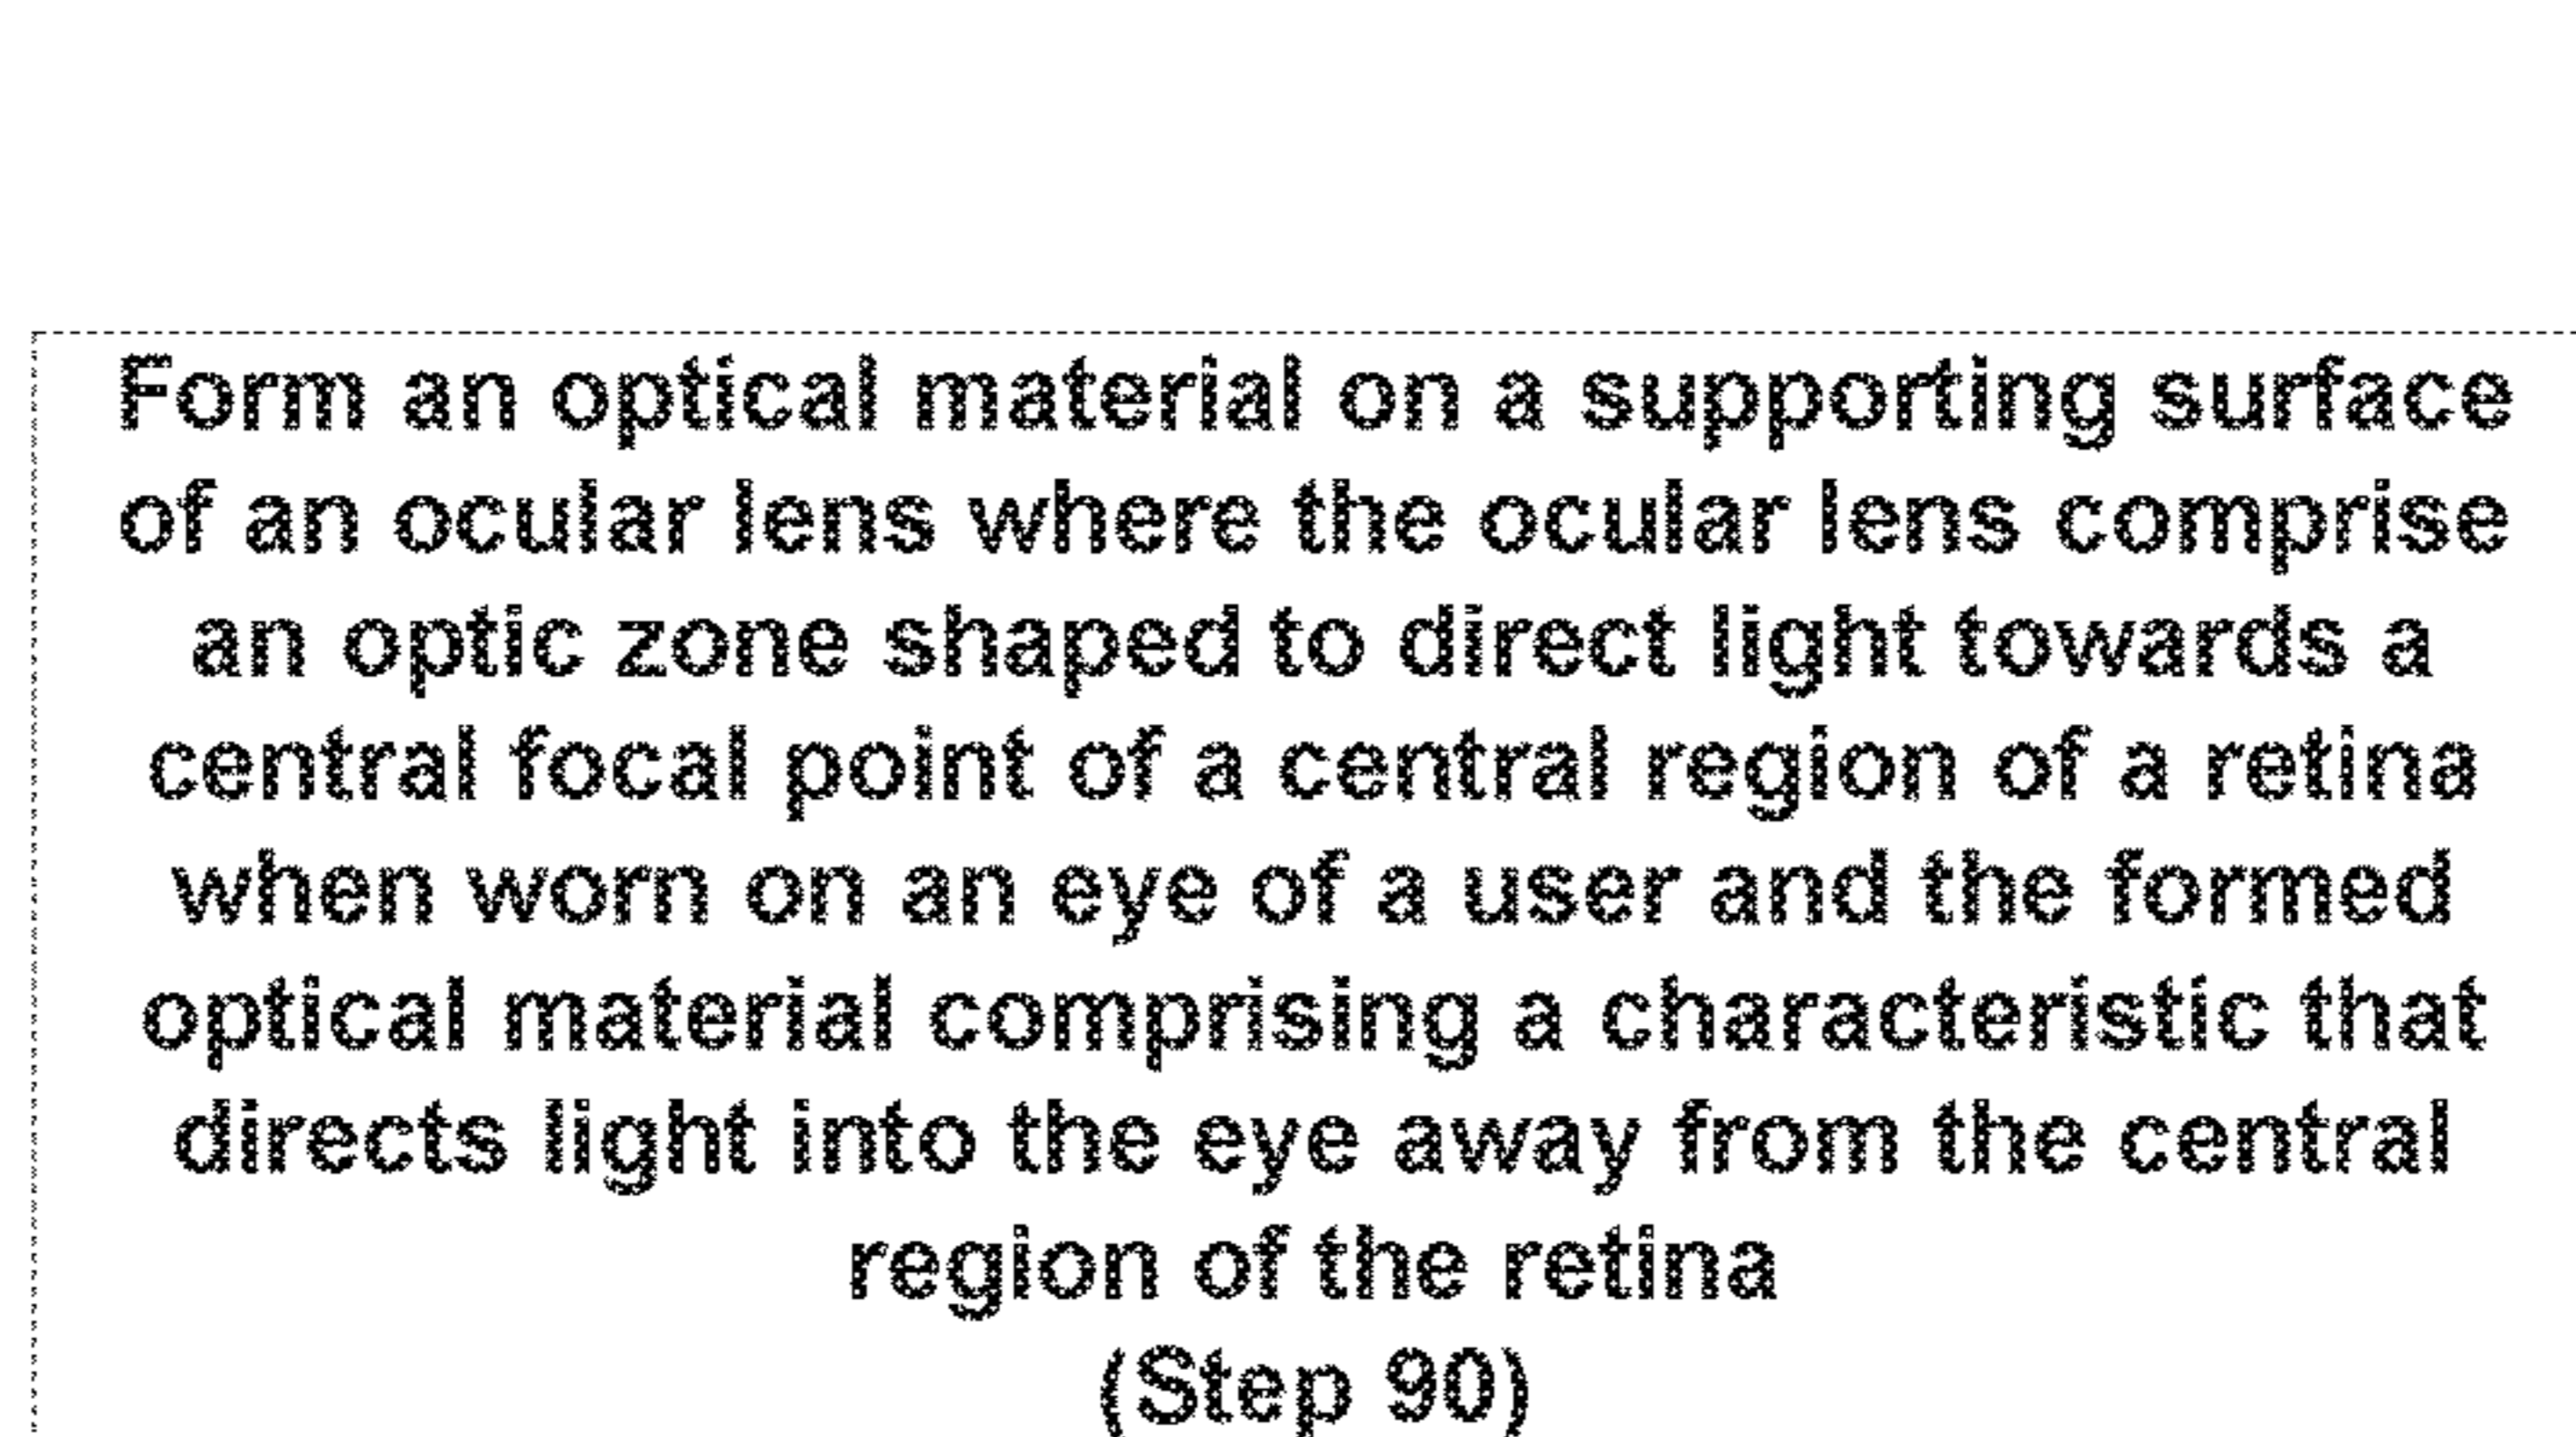 Form an optical material on a supporting surface
of an ocular lens where the ocular lens comprise
an optic zone shaped to direct light towards a
central focal point of a central region of a retina
when worn on an eye of a user and the formed
optical material comprising a characteristic that
directs light into the eye away from the central
region of the retina
(Step 90)